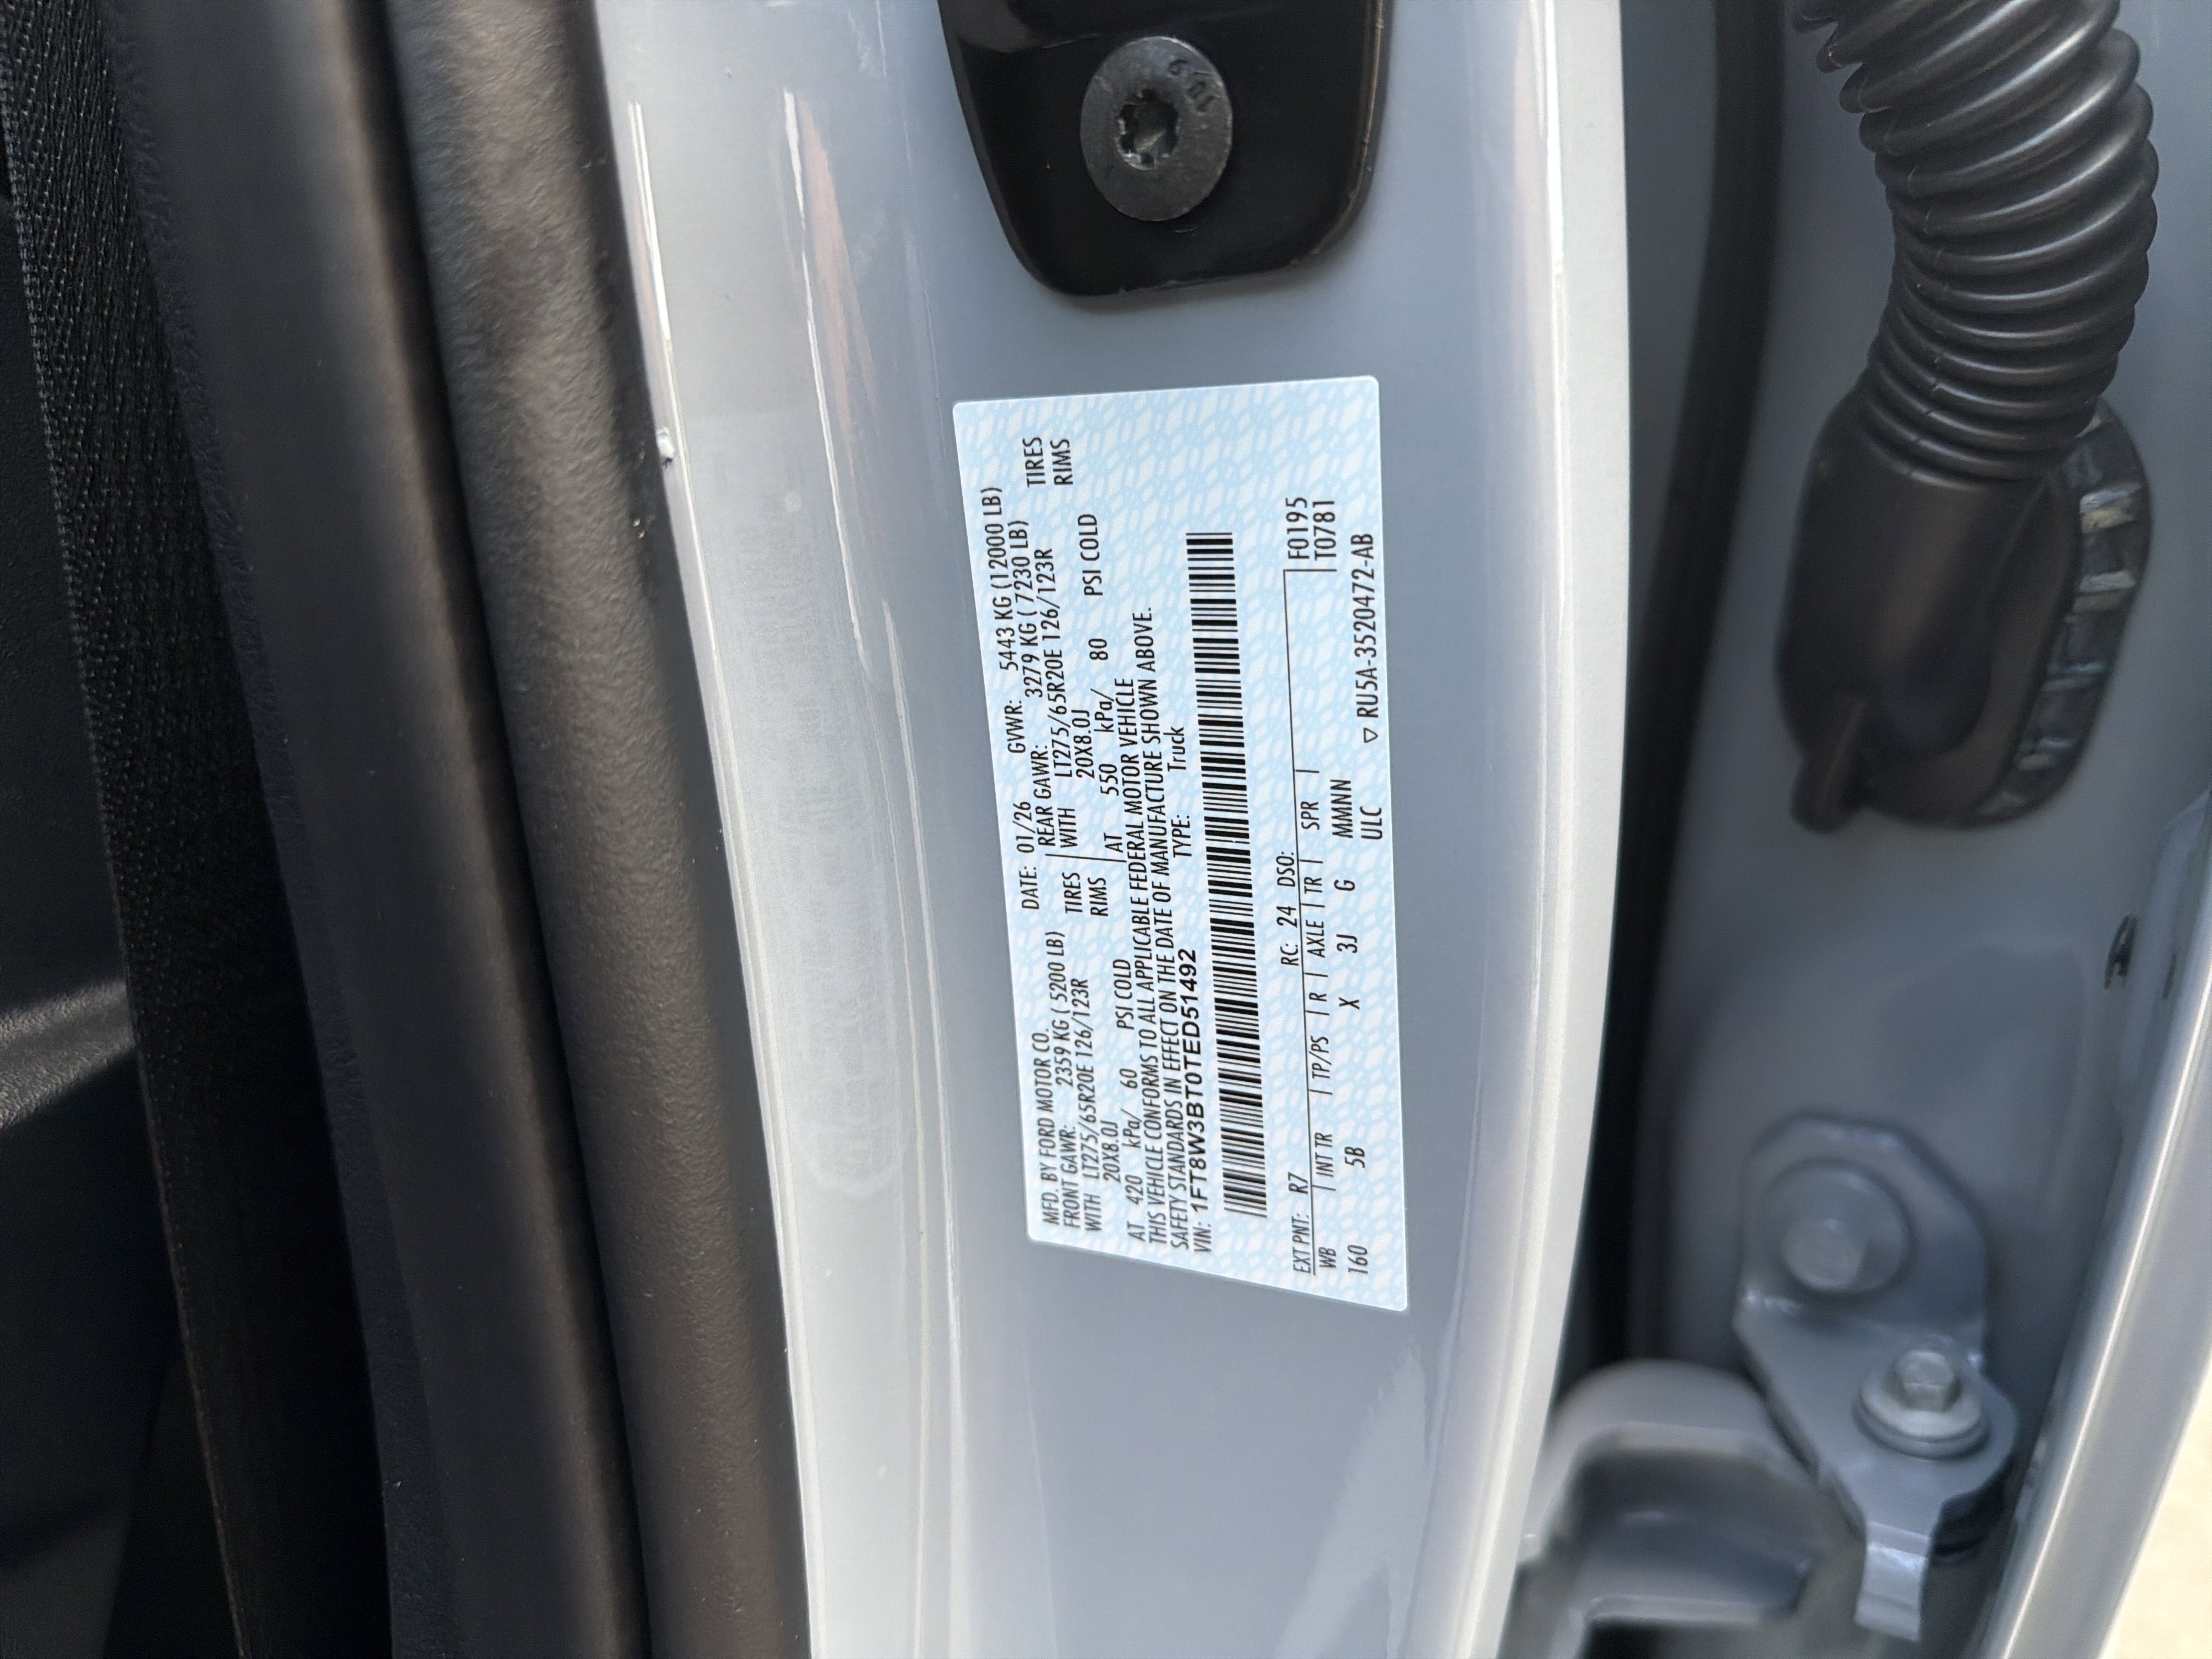 MFD. BY FORD MOTOR CO. DATE: 01/26 GVWR: 5443 KG (12000 LB)
FRONT GAWR: 2359 KG ( 5200 LB) REAR GAWR: 3279 KG ( 7230 LB)
WITH LT275/65R20E 126/123R TIRES WITH LT275/65R20E 126/123R TIRES
20X8.0J RIMS 20X8.0J RIMS
AT 420 kPa/ 60 PSI COLD AT 550 kPa/ 80 PSI COLD
THIS VEHICLE CONFORMS TO ALL APPLICABLE FEDERAL MOTOR VEHICLE
SAFETY STANDARDS IN EFFECT ON THE DATE OF MANUFACTURE SHOWN ABOVE.
VIN: 1FT8W3BT0TED51492 TYPE: Truck
EXT PNT: R7 RC: 24 DSO: F0195
WB INT TR TP/PS R AXLE TR SPR T0781
160 5B X 3J G MMNNN
ULC ▽ RU5A-3520472-AB